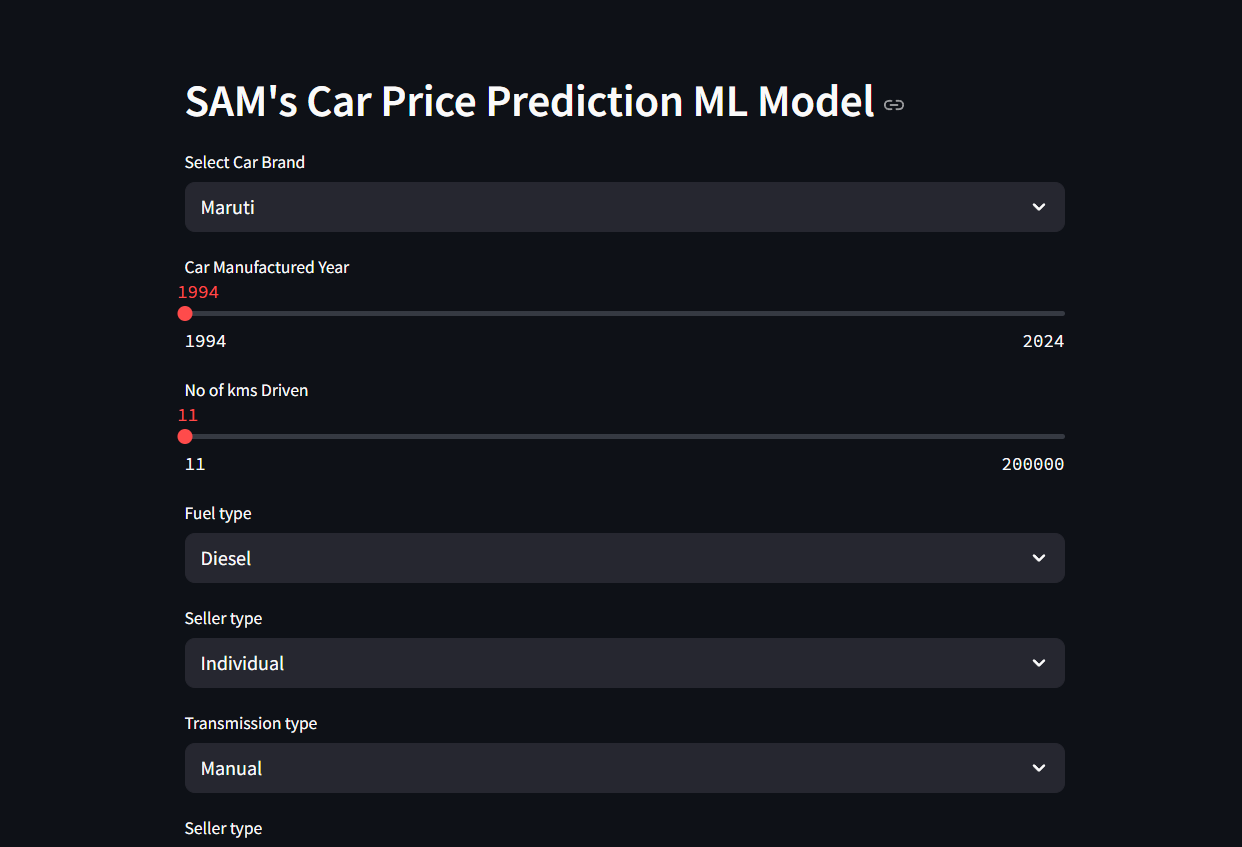 SAM's Car Price Prediction ML Model
Select Car Brand
Maruti
Car Manufactured Year
1994
1994 2024
No of kms Driven
11
11 200000
Fuel type
Diesel
Seller type
Individual
Transmission type
Manual
Seller type